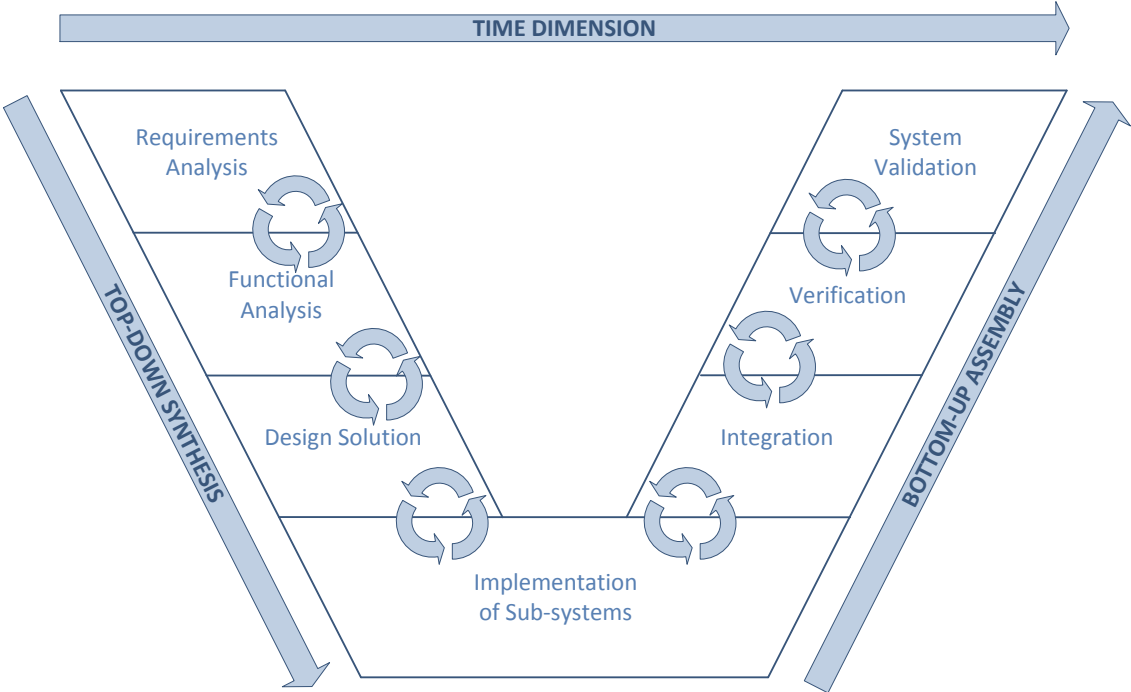 TIME DIMENSION
Requirements
Analysis
System
Validation
Functional
Analysis
Verification
TOP-DOWN SYNTHESIS
BOTTOM-UP ASSEMBLY
Design Solution
Integration
Implementation
of Sub-systems